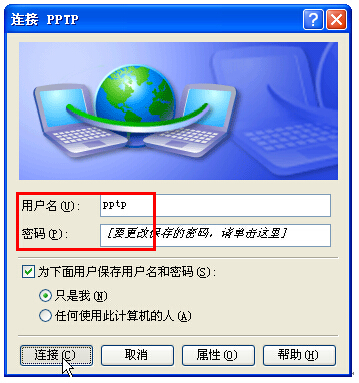 连接 PPTP
用户名(U): pptp
密码(P): [要更改保存的密码，请单击这里]
为下面用户保存用户名和密码(S):
只是我(N)
任何使用此计算机的人(A)
连接(C) 取消 属性(O) 帮助(H)